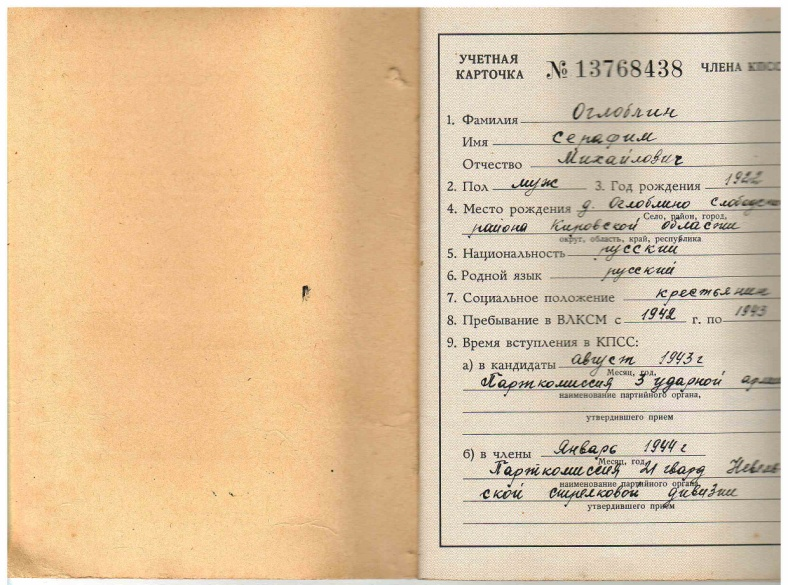 УЧЕТНАЯ
КАРТОЧКА № 13768438 ЧЛЕНА КПСС
1. Фамилия Оглоблин
Имя Серафим
Отчество Михайлович
2. Пол муж 3. Год рождения 1922
4. Место рождения д. Оглоблино
Село, район, город,
района Кировской области
округ, область, край, республика
5. Национальность русский
6. Родной язык русский
7. Социальное положение крестьянин
8. Пребывание в ВЛКСМ с 1942 г. по 1943
9. Время вступления в КПСС:
а) в кандидаты август 1943 г
Месяц, год,
Парткомиссия 3 ударной
наименование партийного органа,
утвердившего прием
б) в члены Январь 1944 г
Месяц, год
Парткомиссия 21 гвард Невель
наименование партийного органа,
ской стрелковой дивизии
утвердившего прием